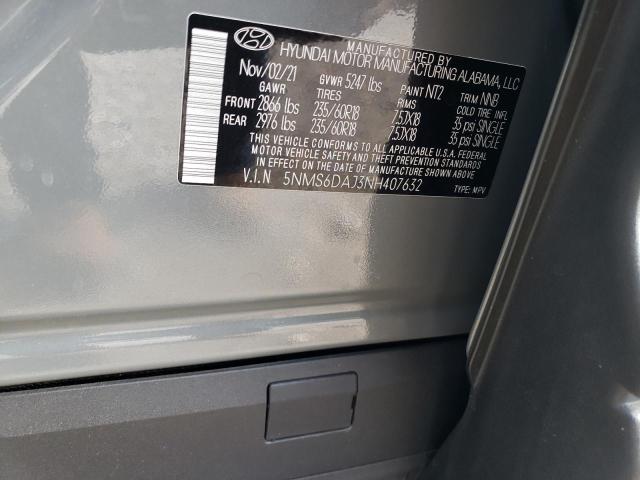 MANUFACTURED BY
HYUNDAI MOTOR MANUFACTURING ALABAMA, LLC
Nov/02/21 GVWR 5247 lbs PAINT NT2 TRIM NNB
GAWR TIRES RIMS COLD TIRE INFL.
FRONT 2866 lbs 235/60R18 7.5JX18 35 psi SINGLE
REAR 2976 lbs 235/60R18 7.5JX18 35 psi SINGLE
THIS VEHICLE CONFORMS TO ALL APPLICABLE U.S.A. FEDERAL
MOTOR VEHICLE SAFETY, BUMPER, AND THEFT PREVENTION STANDARDS
IN EFFECT ON THE DATE OF MANUFACTURE SHOWN ABOVE
V.I.N 5NMS6DAJ3NH407632 TYPE: MPV